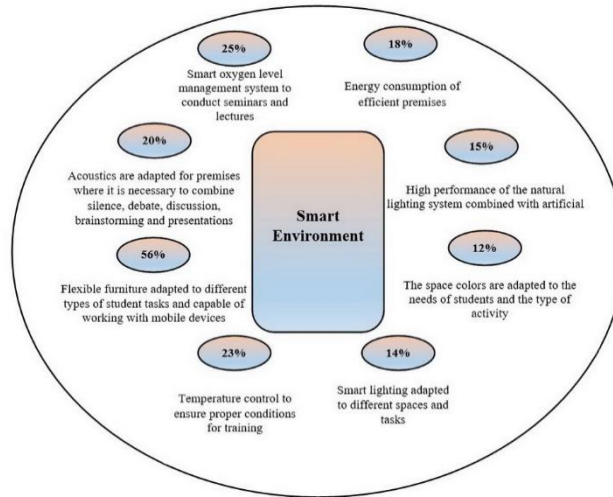 25%
Smart oxygen level
management system to
conduct seminars and
lectures
18%
Energy consumption of
efficient premises
20%
Acoustics are adapted for premises
where it is necessary to combine
silence, debate, discussion,
brainstorming and presentations
15%
High performance of the natural
lighting system combined with artificial
Smart
Environment
56%
Flexible furniture adapted to different
types of student tasks and capable of
working with mobile devices
12%
The space colors are adapted to the
needs of students and the type of
activity
23%
Temperature control to
ensure proper conditions
for training
14%
Smart lighting adapted
to different spaces and
tasks